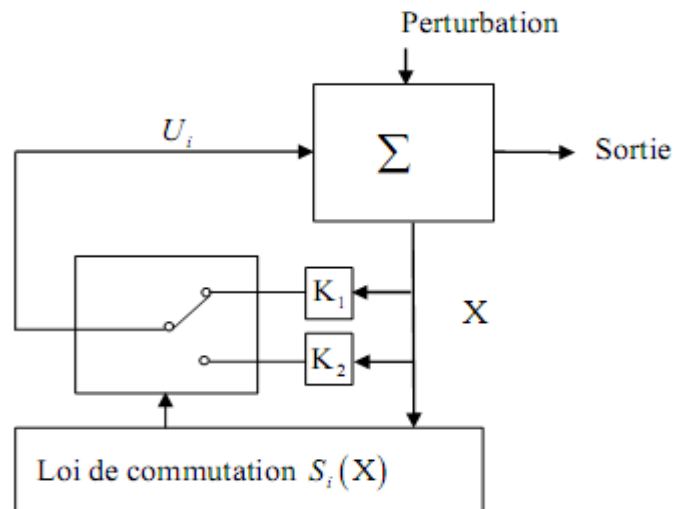 Perturbation
U_i
Σ
Sortie
K_1
X
K_2
Loi de commutation S_i(X)